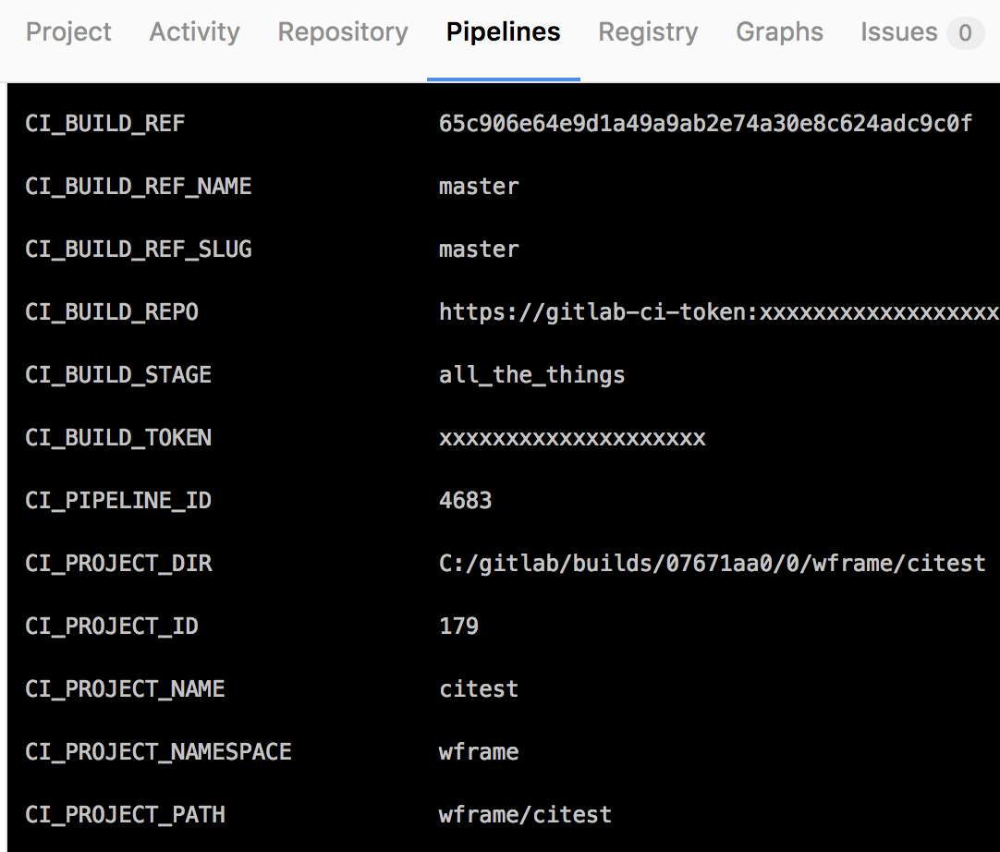 Project Activity Repository Pipelines Registry Graphs Issues 0
CI_BUILD_REF 65c906e64e9d1a49a9ab2e74a30e8c624adc9c0f
CI_BUILD_REF_NAME master
CI_BUILD_REF_SLUG master
CI_BUILD_REPO https://gitlab-ci-token:xxxxxxxxxxxxxxxxxx
CI_BUILD_STAGE all_the_things
CI_BUILD_TOKEN xxxxxxxxxxxxxxxxxxxx
CI_PIPELINE_ID 4683
CI_PROJECT_DIR C:/gitlab/builds/07671aa0/0/wframe/citest
CI_PROJECT_ID 179
CI_PROJECT_NAME citest
CI_PROJECT_NAMESPACE wframe
CI_PROJECT_PATH wframe/citest